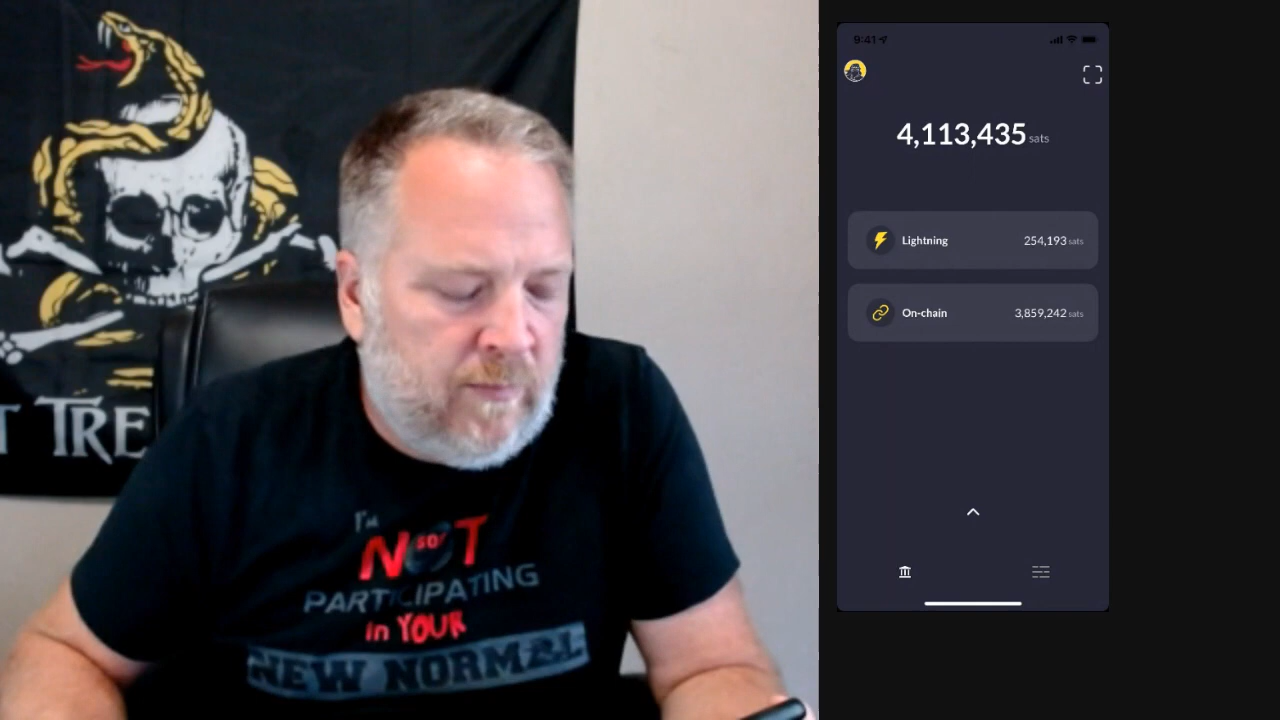 T TRE
I'M
NOT
SORRY
PARTICIPATING
in YOUR
NEW NORMAL
9:41
4,113,435 sats
Lightning 254,193 sats
On-chain 3,859,242 sats